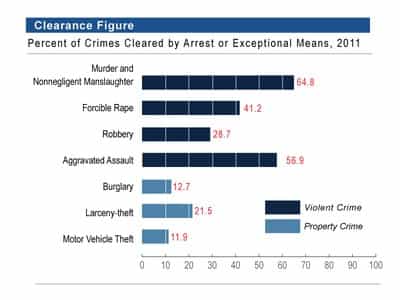 Clearance Figure
Percent of Crimes Cleared by Arrest or Exceptional Means, 2011
Murder and
Nonnegligent Manslaughter
64.8
Forcible Rape
41.2
Robbery
28.7
Aggravated Assault
56.9
Burglary
12.7
Larceny-theft
21.5
Violent Crime
Property Crime
Motor Vehicle Theft
11.9
0 10 20 30 40 50 60 70 80 90 100